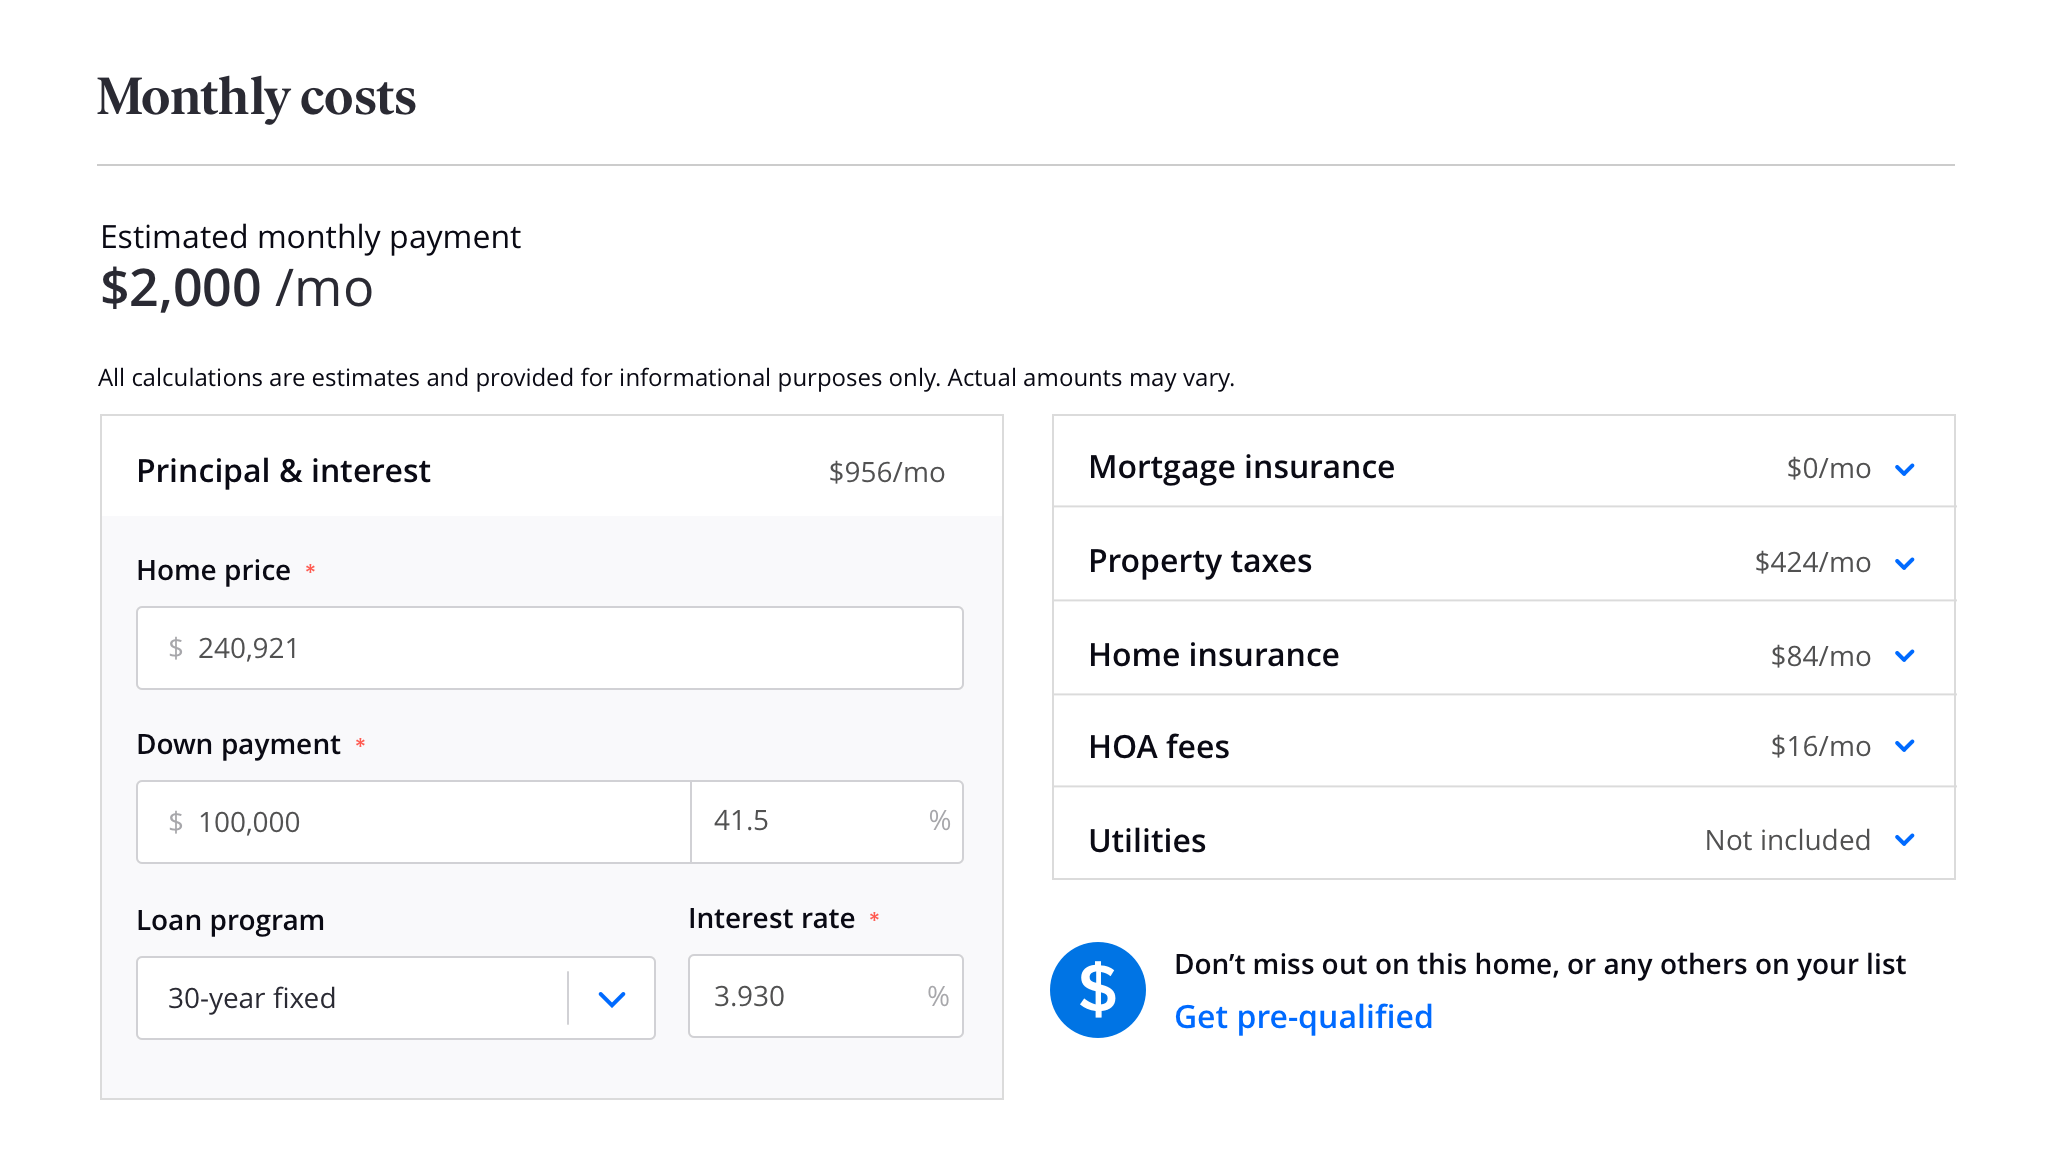 Monthly costs
Estimated monthly payment
$2,000 /mo
All calculations are estimates and provided for informational purposes only. Actual amounts may vary.
Principal & interest $956/mo
Home price *
$ 240,921
Down payment *
$ 100,000 41.5 %
Loan program Interest rate *
30-year fixed 3.930 %
Mortgage insurance $0/mo
Property taxes $424/mo
Home insurance $84/mo
HOA fees $16/mo
Utilities Not included
$
Don’t miss out on this home, or any others on your list
Get pre-qualified